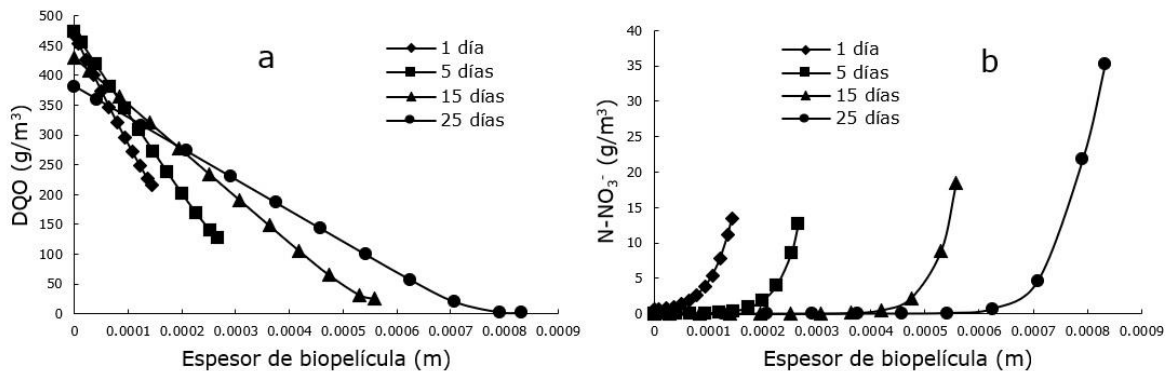 a
DQO (g/m³)
500
450
400
350
300
250
200
150
100
50
0
1 día
5 días
15 días
25 días
0 0.0001 0.0002 0.0003 0.0004 0.0005 0.0006 0.0007 0.0008 0.0009
Espesor de biopelícula (m)
b
N-NO₃⁻ (g/m³)
40
35
30
25
20
15
10
5
0
1 día
5 días
15 días
25 días
0 0.0001 0.0002 0.0003 0.0004 0.0005 0.0006 0.0007 0.0008 0.0009
Espesor de biopelícula (m)